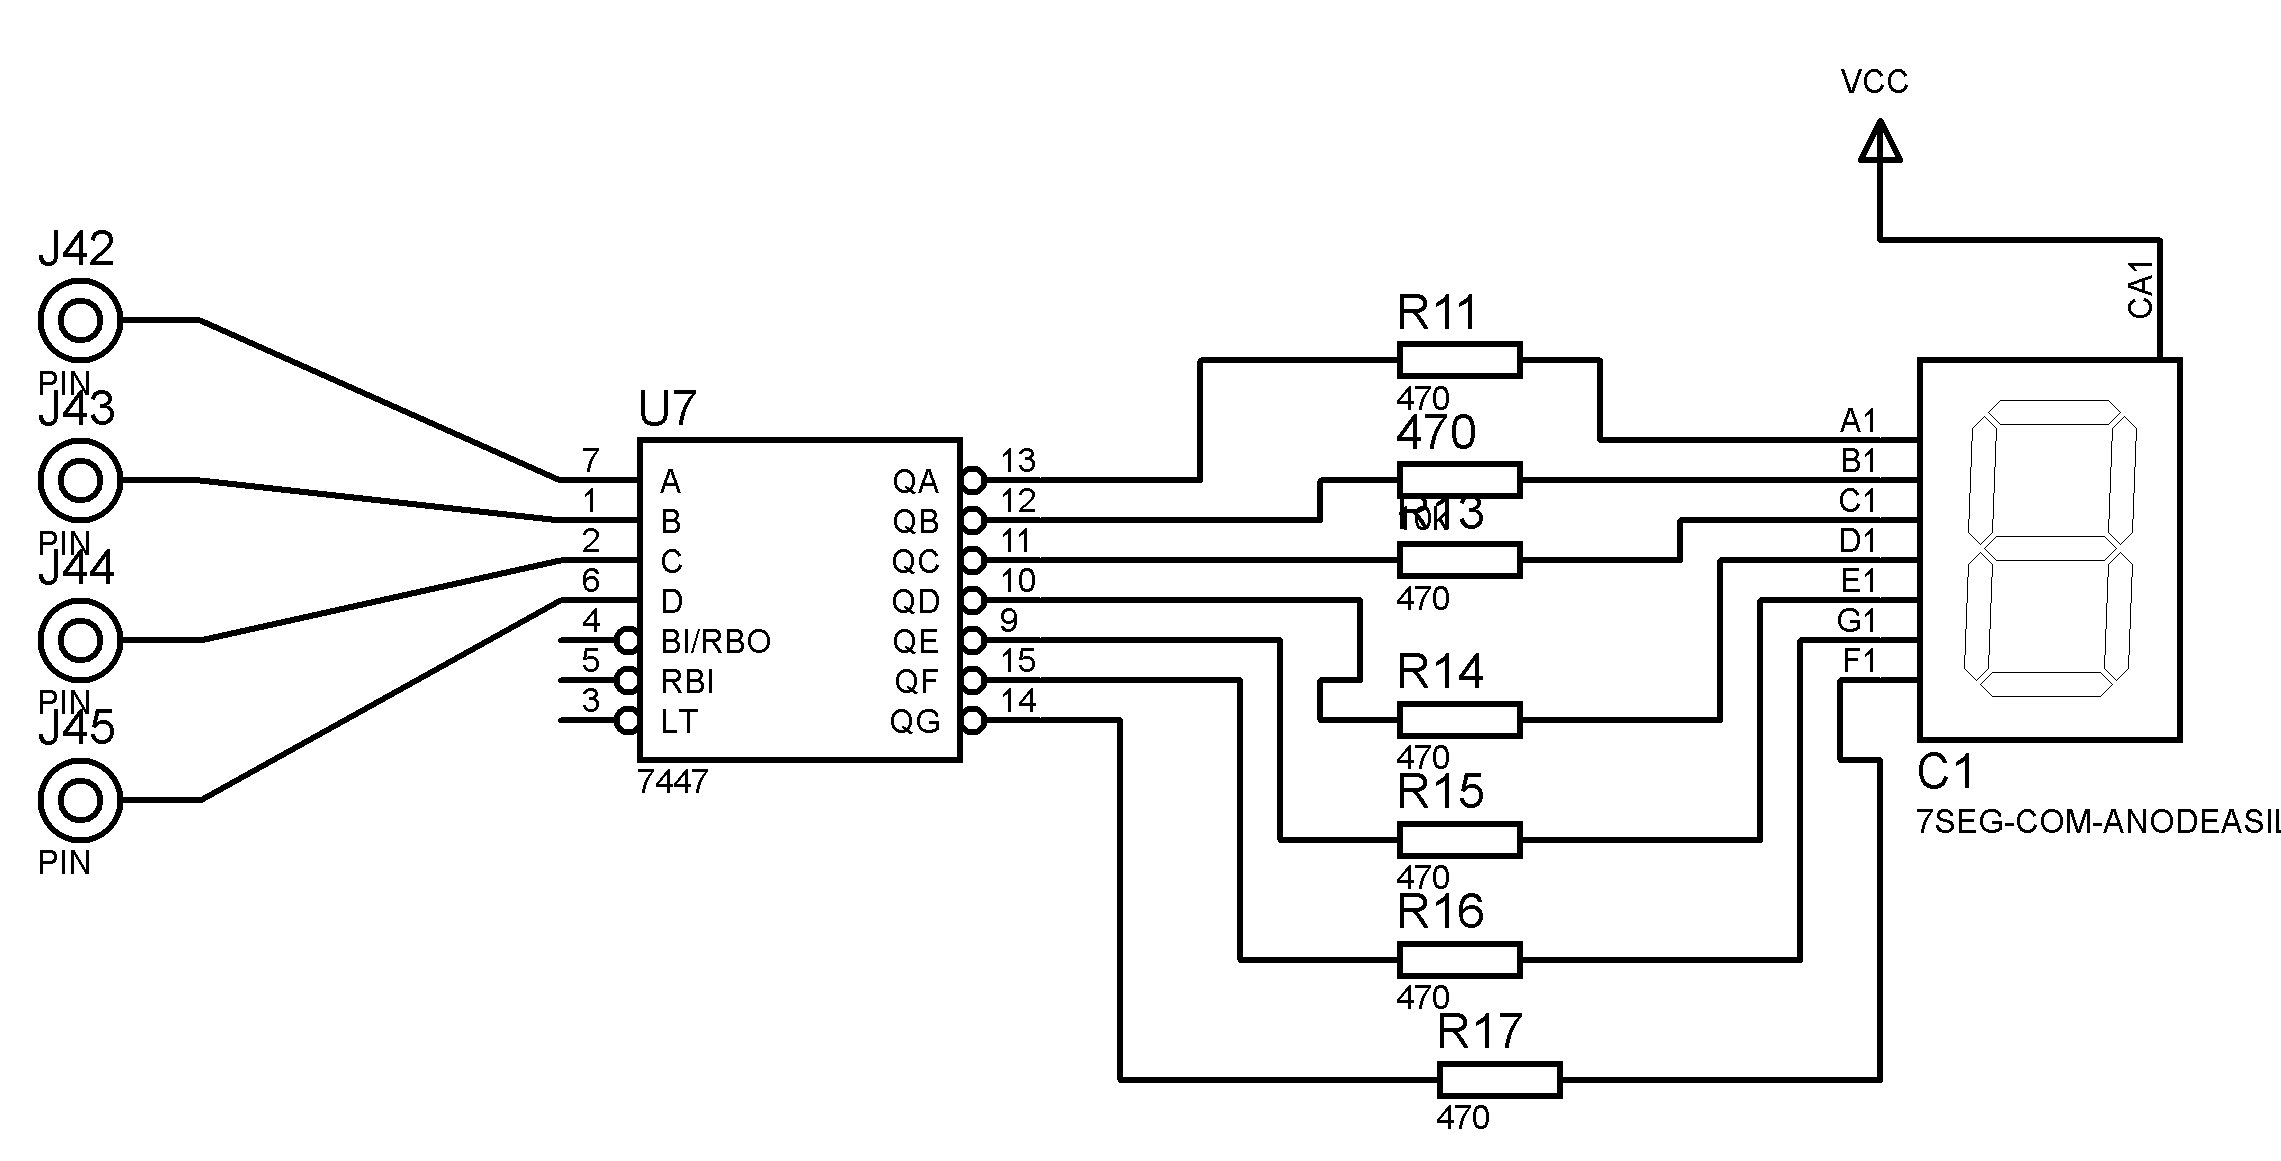 VCC
CA1
J42
PIN
J43
PIN
J44
PIN
J45
PIN
U7
7 A
1 B
2 C
6 D
4 BI/RBO
5 RBI
3 LT
QA 13
QB 12
QC 11
QD 10
QE 9
QF 15
QG 14
7447
R11
470
470
10k
R13
470
R14
470
R15
470
R16
470
R17
470
A1
B1
C1
D1
E1
G1
F1
C1
7SEG-COM-ANODEASIL